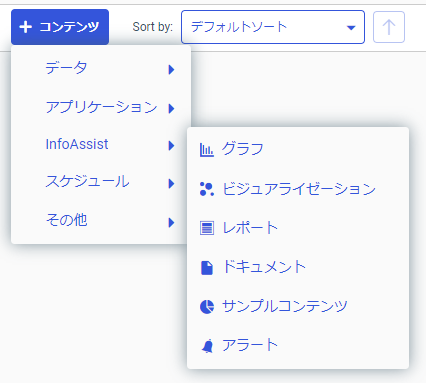 コンテンツ
Sort by:
デフォルトソート
データ
アプリケーション
InfoAssist
スケジュール
その他
グラフ
ビジュアライゼーション
レポート
ドキュメント
サンプルコンテンツ
アラート